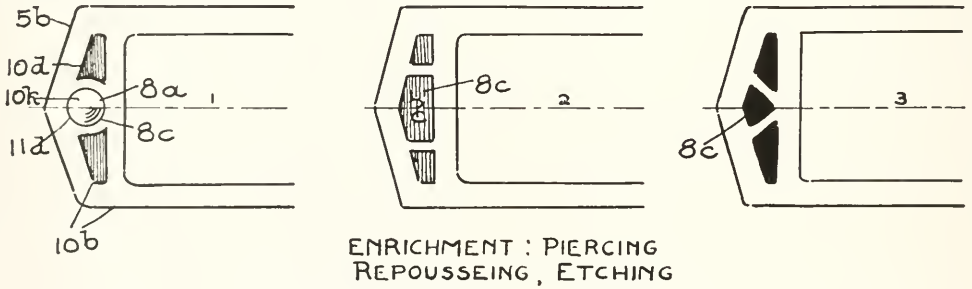 5b
10d
10k
8a
11d
8c
10b
1
8c
2
8c
3
ENRICHMENT : PIERCING
REPOUSSEING, ETCHING